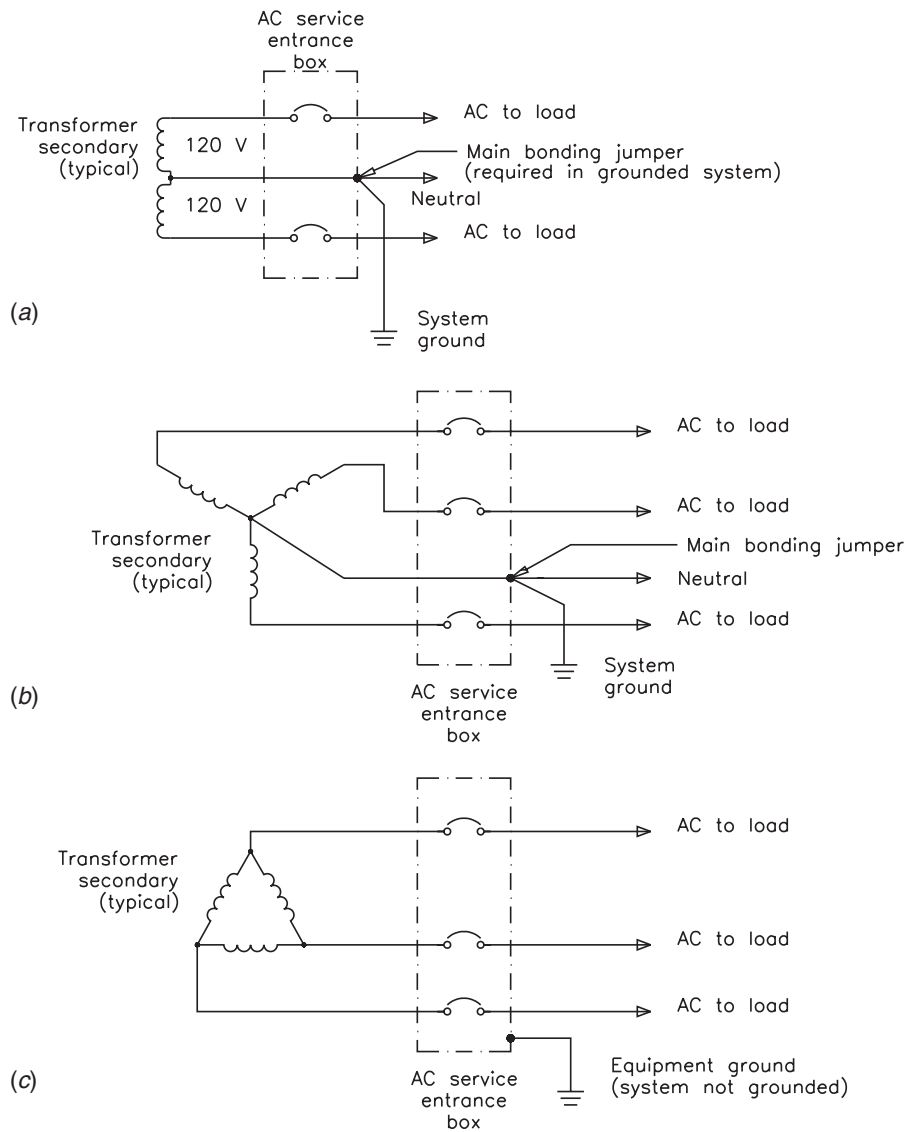 AC service
entrance
box
Transformer
secondary
(typical)
120 V
120 V
AC to load
Main bonding jumper
(required in grounded system)
Neutral
AC to load
System
ground
(a)
AC to load
AC to load
Transformer
secondary
(typical)
Main bonding jumper
Neutral
AC to load
System
ground
AC service
entrance
box
(b)
AC to load
Transformer
secondary
(typical)
AC to load
AC to load
Equipment ground
(system not grounded)
AC service
entrance
box
(c)